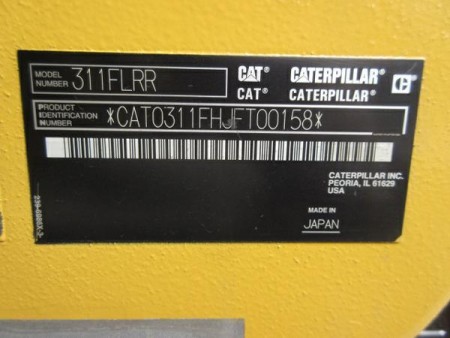 MODEL NUMBER 311FLRR
CAT CATERPILLAR C
CAT® CATERPILLAR®
PRODUCT IDENTIFICATION NUMBER *CAT0311FHJFT00158*
CATERPILLAR INC.
PEORIA, IL 61629
USA
MADE IN
JAPAN